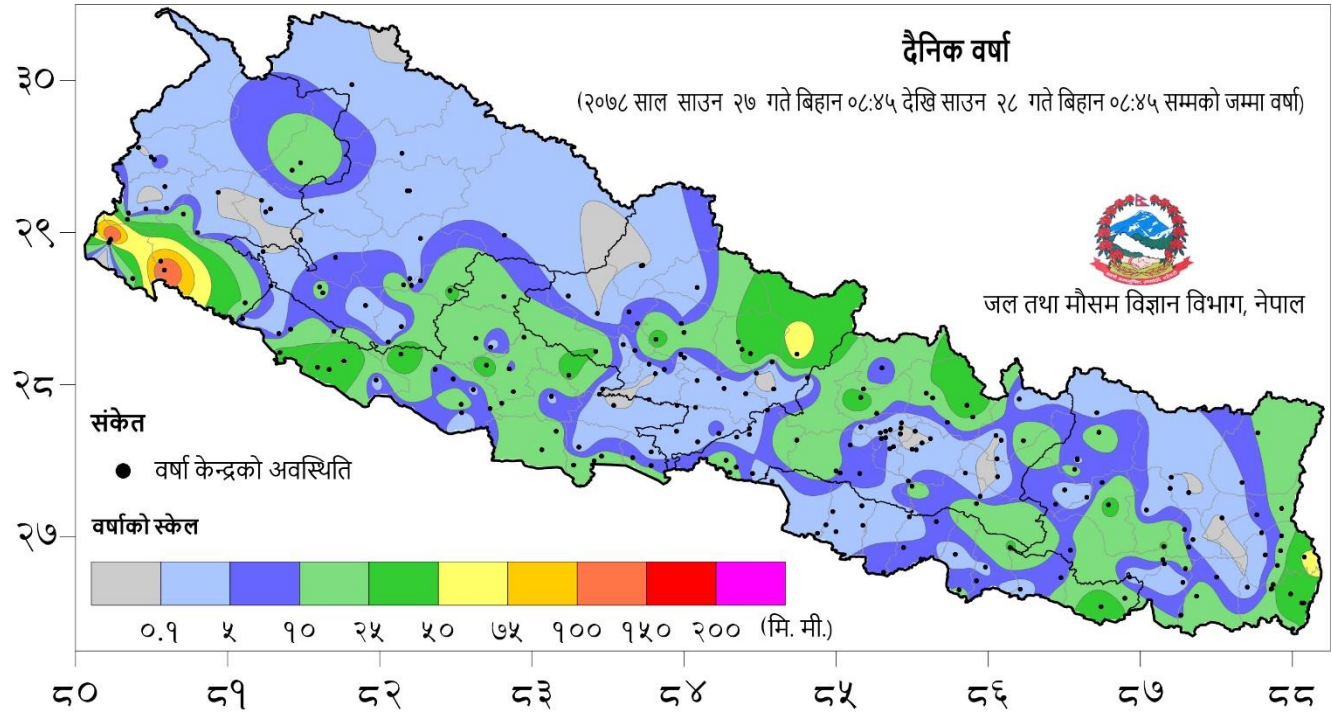 दैनिक वर्षा
(२०७८ साल साउन २७ गते बिहान ०८:४५ देखि साउन २८ गते बिहान ०८:४५ सम्मको जम्मा वर्षा)
३०
२९
२८
२७
जल तथा मौसम विज्ञान विभाग, नेपाल
संकेत
वर्षा केन्द्रको अवस्थिति
वर्षाको स्केल
०.१ ५ १० २५ ५० ७५ १०० १५० २०० (मि. मी.)
८० ८१ ८२ ८३ ८४ ८५ ८६ ८७ ८८